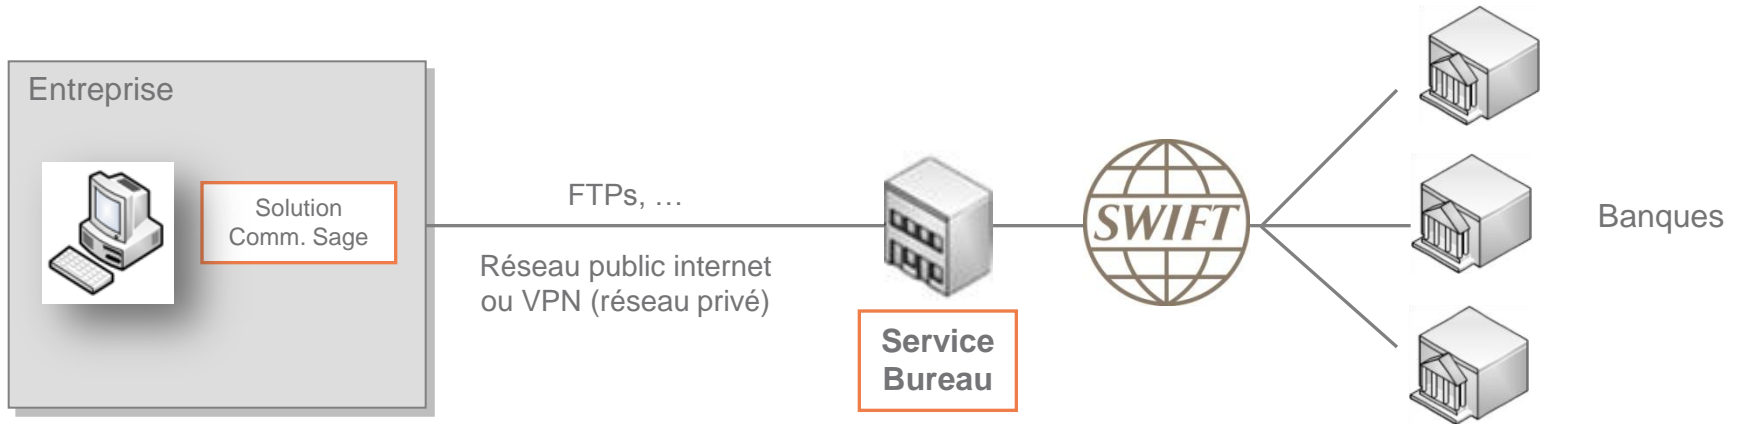 Entreprise
Solution
Comm. Sage
FTPs, …
Réseau public internet
ou VPN (réseau privé)
Service
Bureau
SWIFT
Banques